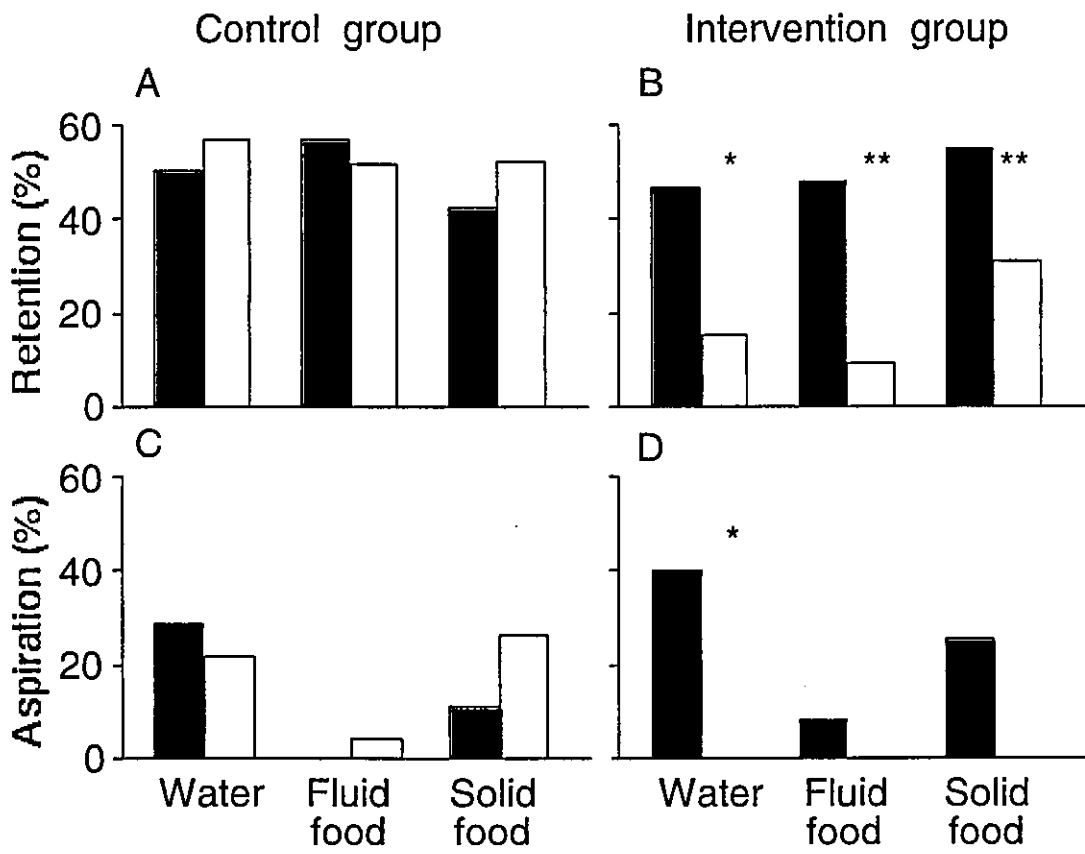 Control group
Intervention group
A
B
Retention (%)
60
40
20
0
*
**
**
C
D
Aspiration (%)
60
40
20
0
*
Water
Fluid food
Solid food
Water
Fluid food
Solid food